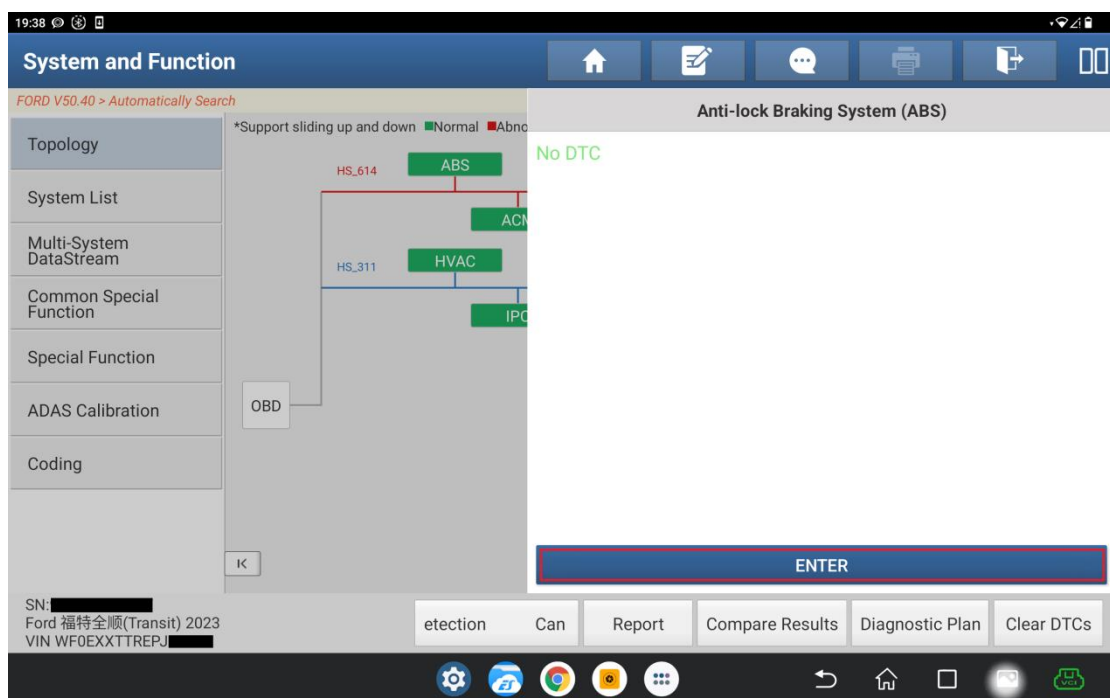 19:38
System and Function
FORD V50.40 > Automatically Search
Topology
System List
Multi-System
DataStream
Common Special
Function
Special Function
ADAS Calibration
Coding
*Support sliding up and down Normal Abno
HS_614
ABS
ACM
HS_311
HVAC
IPC
OBD
Anti-lock Braking System (ABS)
No DTC
ENTER
SN:
Ford 福特全顺(Transit) 2023
VIN WF0EXXTTREPJ
etection
Can
Report
Compare Results
Diagnostic Plan
Clear DTCs
VCI